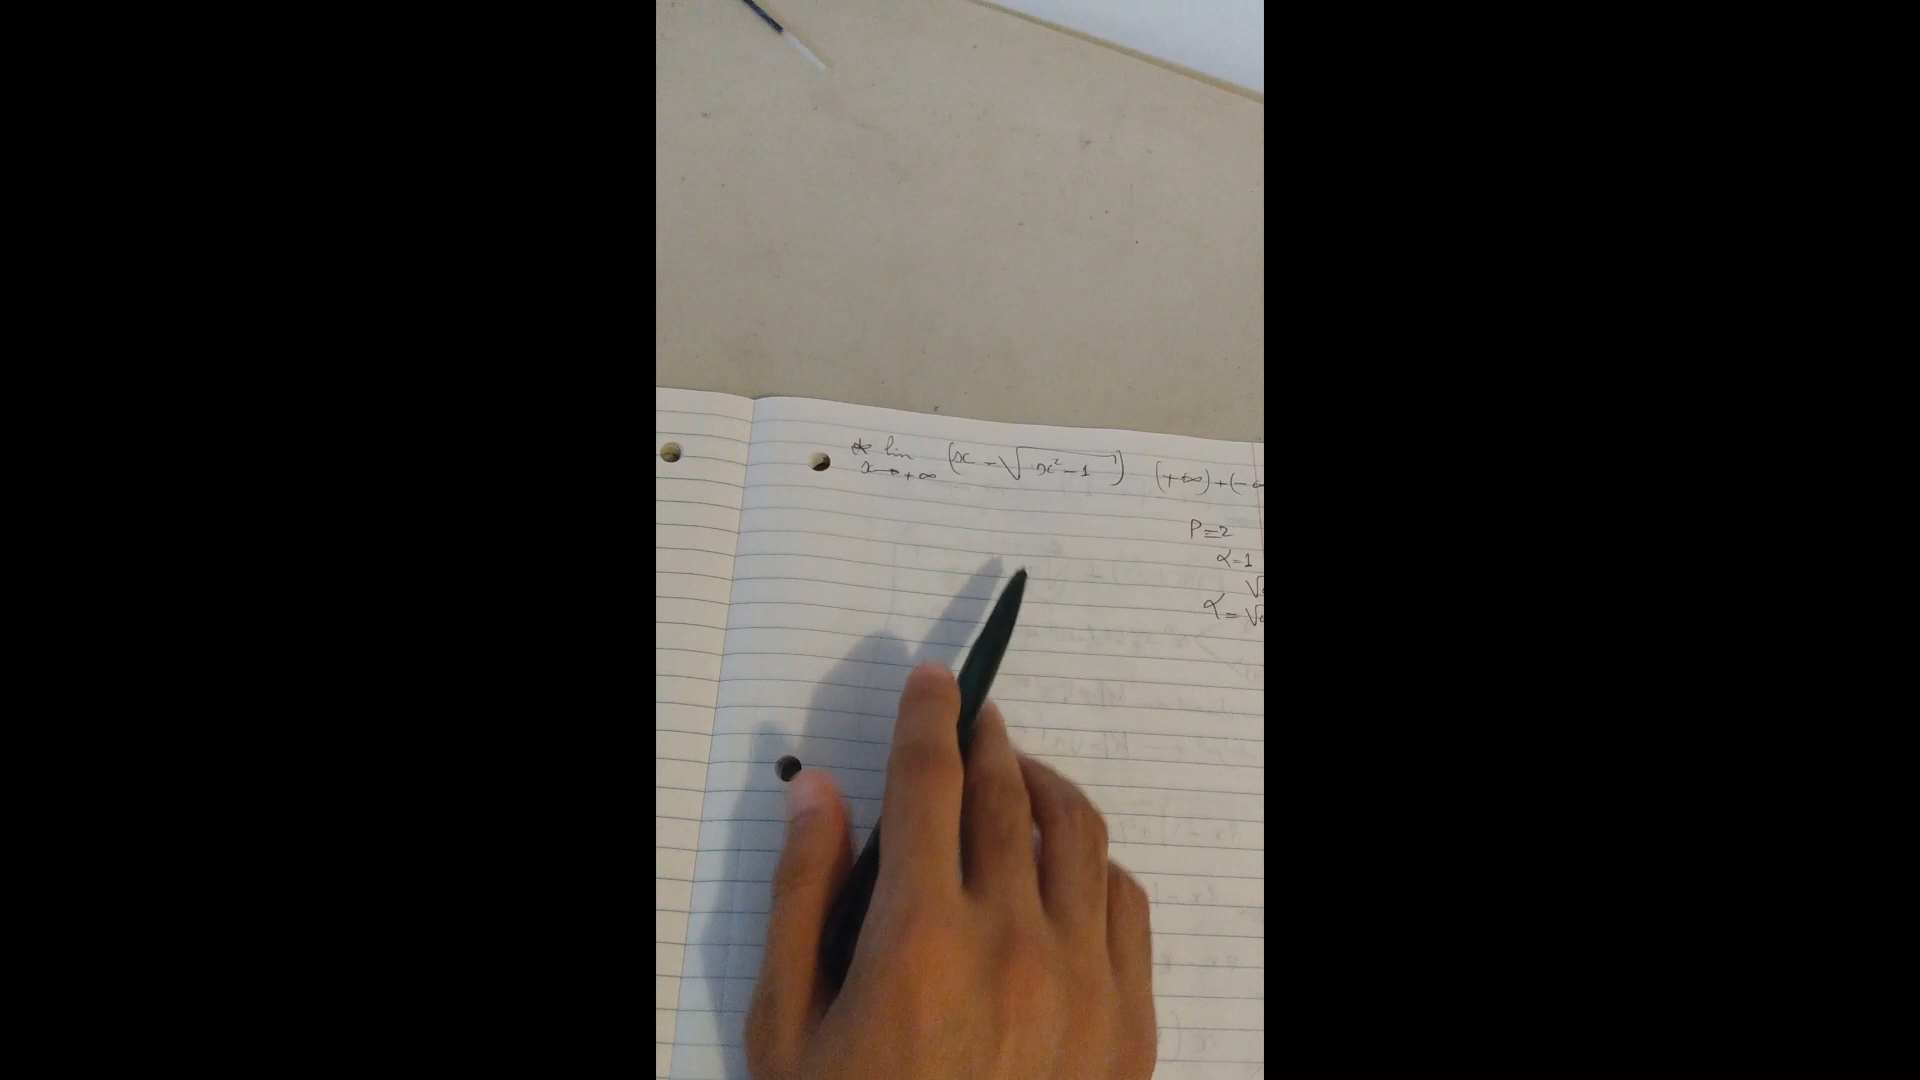 * lim (x - √(x² - 1)) (+∞) + (-∞
x → +∞
P = 2
α = 1
√
α = √